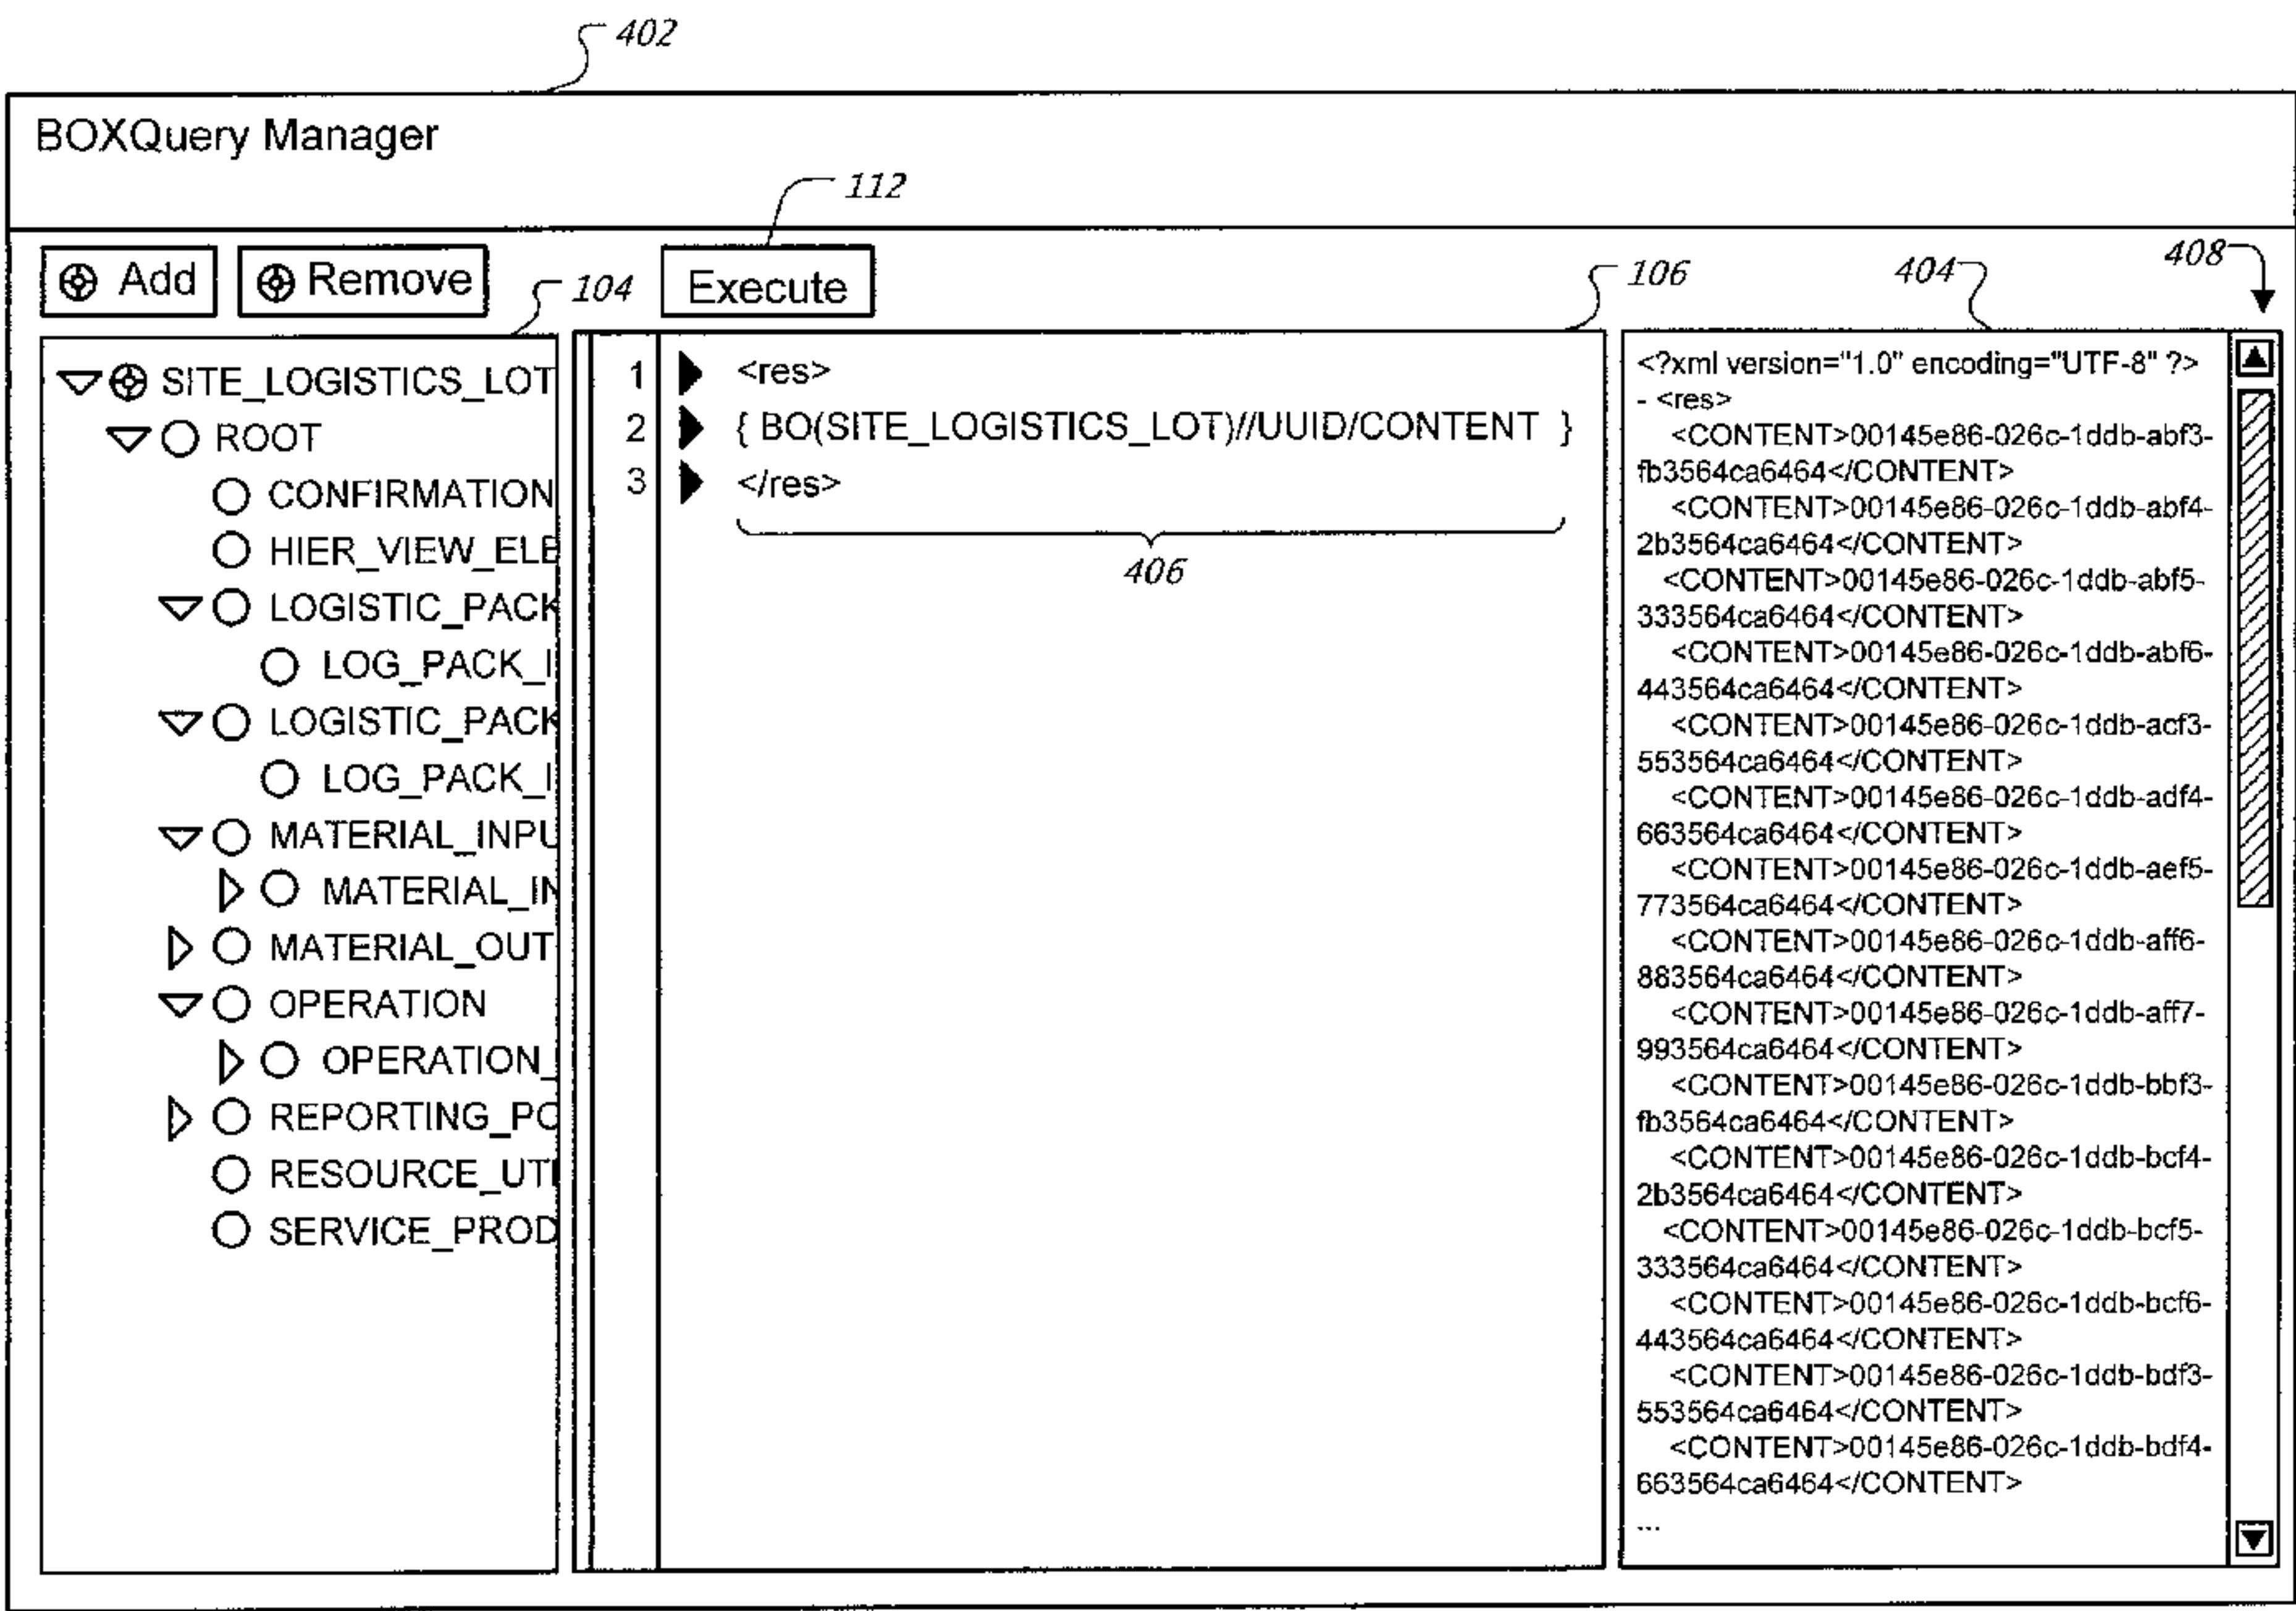 402
BOXQuery Manager
112
Add
Remove
Execute
104
106
404
408
SITE_LOGISTICS_LOT
ROOT
CONFIRMATION
HIER_VIEW_ELE
LOGISTIC_PACK
LOG_PACK_I
LOGISTIC_PACK
LOG_PACK_I
MATERIAL_INPU
MATERIAL_IN
MATERIAL_OUT
OPERATION
OPERATION_
REPORTING_PO
RESOURCE_UTI
SERVICE_PROD
1 <res>
2 { BO(SITE_LOGISTICS_LOT)//UUID/CONTENT }
3 </res>
406
<?xml version="1.0" encoding="UTF-8" ?>
- <res>
<CONTENT>00145e86-026c-1ddb-abf3-
fb3564ca6464</CONTENT>
<CONTENT>00145e86-026c-1ddb-abf4-
2b3564ca6464</CONTENT>
<CONTENT>00145e86-026c-1ddb-abf5-
333564ca6464</CONTENT>
<CONTENT>00145e86-026c-1ddb-abf6-
443564ca6464</CONTENT>
<CONTENT>00145e86-026c-1ddb-acf3-
553564ca6464</CONTENT>
<CONTENT>00145e86-026c-1ddb-adf4-
663564ca6464</CONTENT>
<CONTENT>00145e86-026c-1ddb-aef5-
773564ca6464</CONTENT>
<CONTENT>00145e86-026c-1ddb-aff6-
883564ca6464</CONTENT>
<CONTENT>00145e86-026c-1ddb-aff7-
993564ca6464</CONTENT>
<CONTENT>00145e86-026c-1ddb-bbf3-
fb3564ca6464</CONTENT>
<CONTENT>00145e86-026c-1ddb-bcf4-
2b3564ca6464</CONTENT>
<CONTENT>00145e86-026c-1ddb-bcf5-
333564ca6464</CONTENT>
<CONTENT>00145e86-026c-1ddb-bcf6-
443564ca6464</CONTENT>
<CONTENT>00145e86-026c-1ddb-bdf3-
553564ca6464</CONTENT>
<CONTENT>00145e86-026c-1ddb-bdf4-
663564ca6464</CONTENT>
...